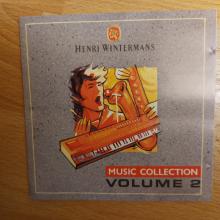 HENRI WINTERMANS
MUSIC COLLECTION
VOLUME 2